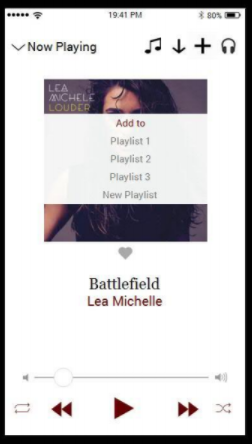 19:41 PM
80%
Now Playing
LEA
MICHELE
LOUDER
Add to
Playlist 1
Playlist 2
Playlist 3
New Playlist
Battlefield
Lea Michelle